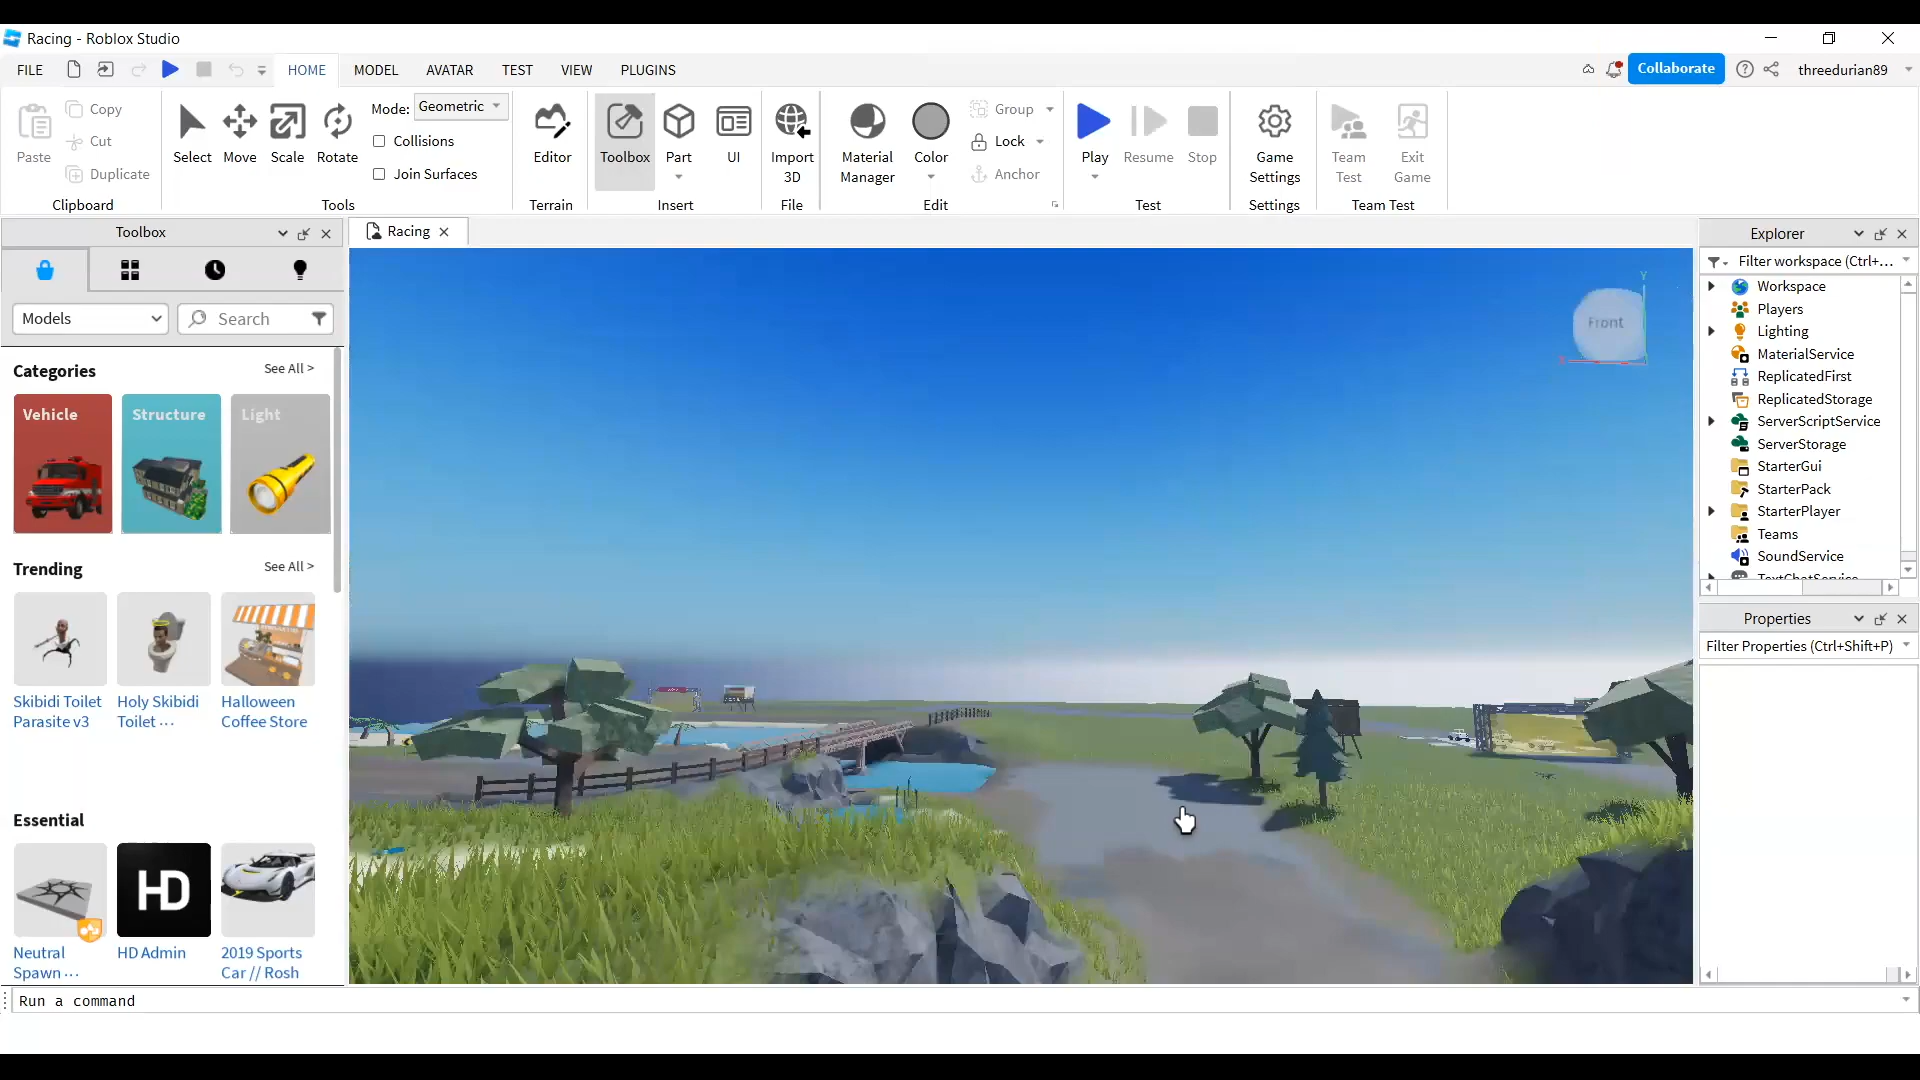 Racing - Roblox Studio
FILE HOME MODEL AVATAR TEST VIEW PLUGINS Collaborate threedurian89
Paste Copy Cut Duplicate
Clipboard
Select Move Scale Rotate
Mode: Geometric
Collisions
Join Surfaces
Tools
Editor
Terrain
Toolbox Part UI
Insert
Import
3D
File
Material
Manager
Color
Group
Lock
Anchor
Edit
Play Resume Stop
Test
Game
Settings
Settings
Team
Test
Exit
Game
Team Test
Toolbox
Models
Search
Categories See All >
Vehicle Structure Light
Trending See All >
Skibidi Toilet
Parasite v3
Holy Skibidi
Toilet ···
Halloween
Coffee Store
Essential
HD
Neutral
Spawn ···
HD Admin
2019 Sports
Car // Rosh
Racing
Front
Y
Explorer
Filter workspace (Ctrl+...
Workspace
Players
Lighting
MaterialService
ReplicatedFirst
ReplicatedStorage
ServerScriptService
ServerStorage
StarterGui
StarterPack
StarterPlayer
Teams
SoundService
TextChatService
Properties
Filter Properties (Ctrl+Shift+P)
Run a command